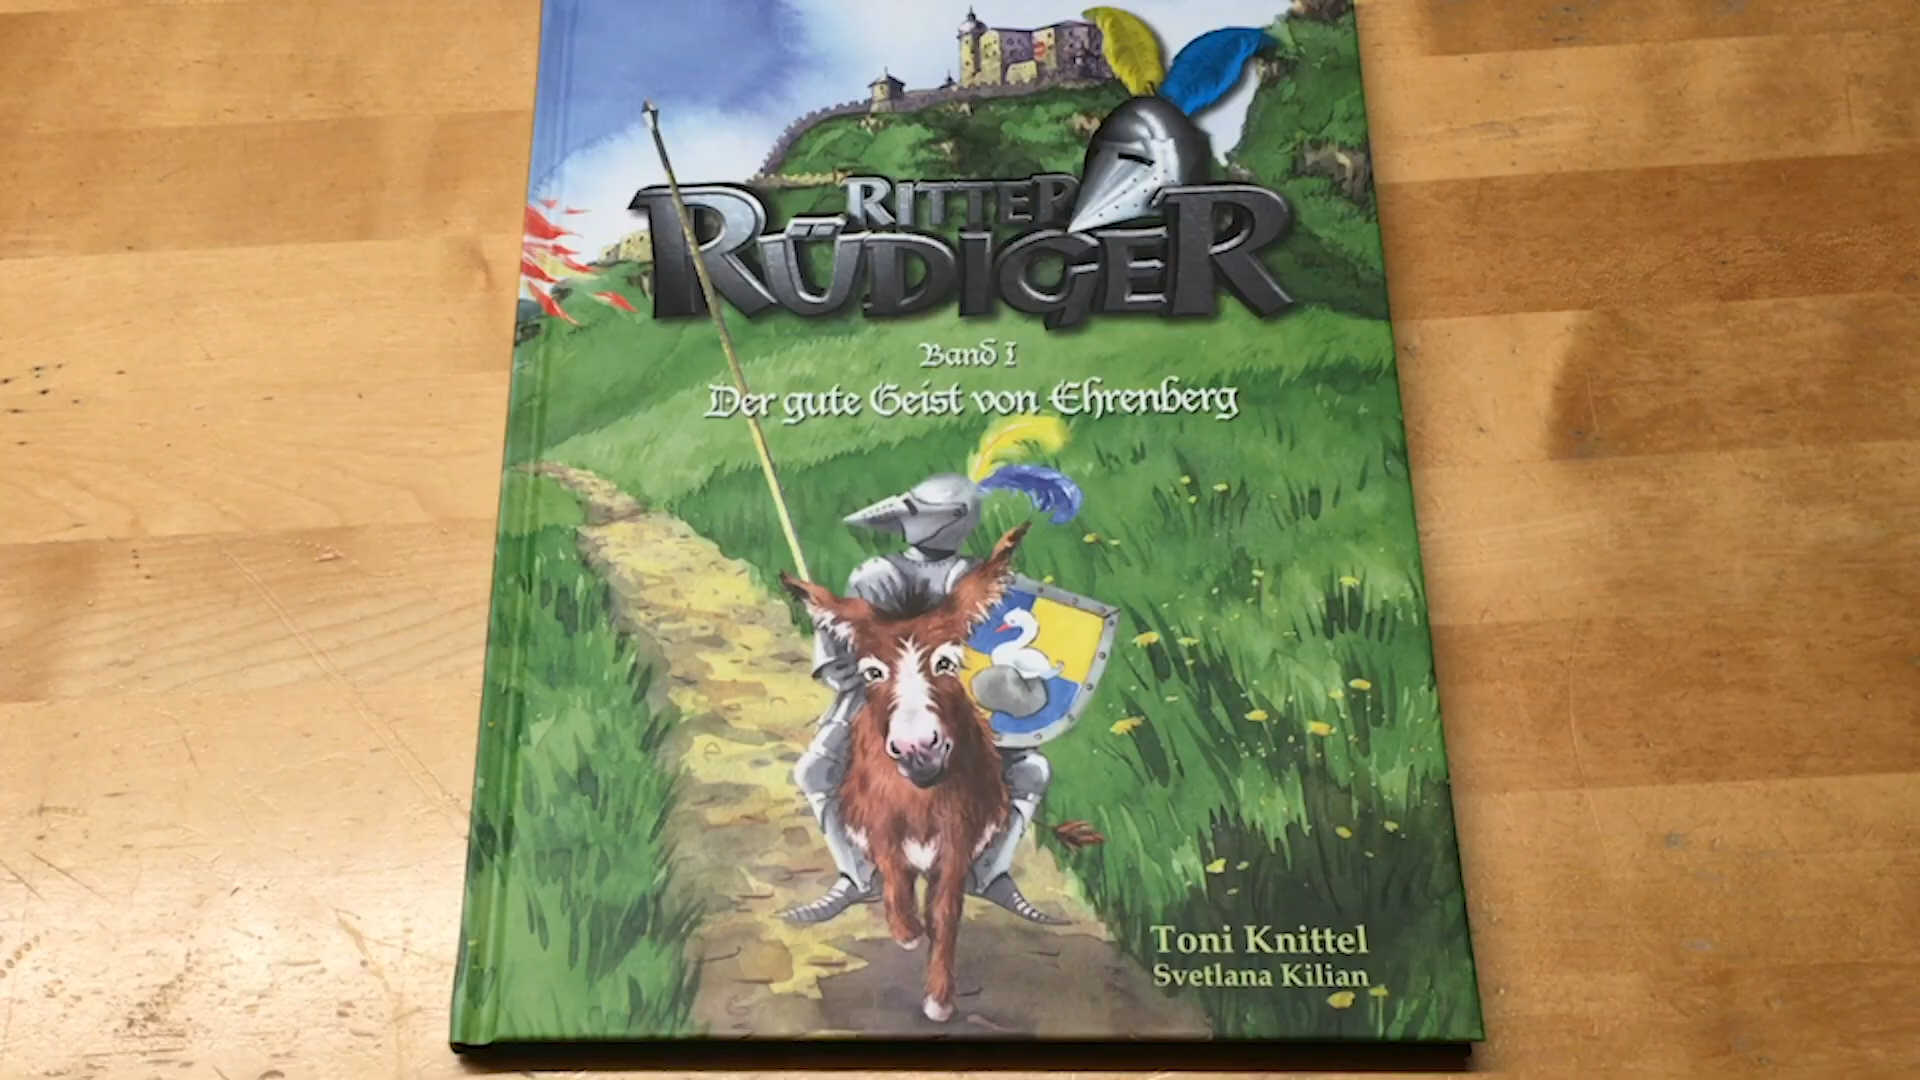 RITTER
RÜDIGER
Band I
Der gute Geist von Ehrenberg
Toni Knittel
Svetlana Kilian